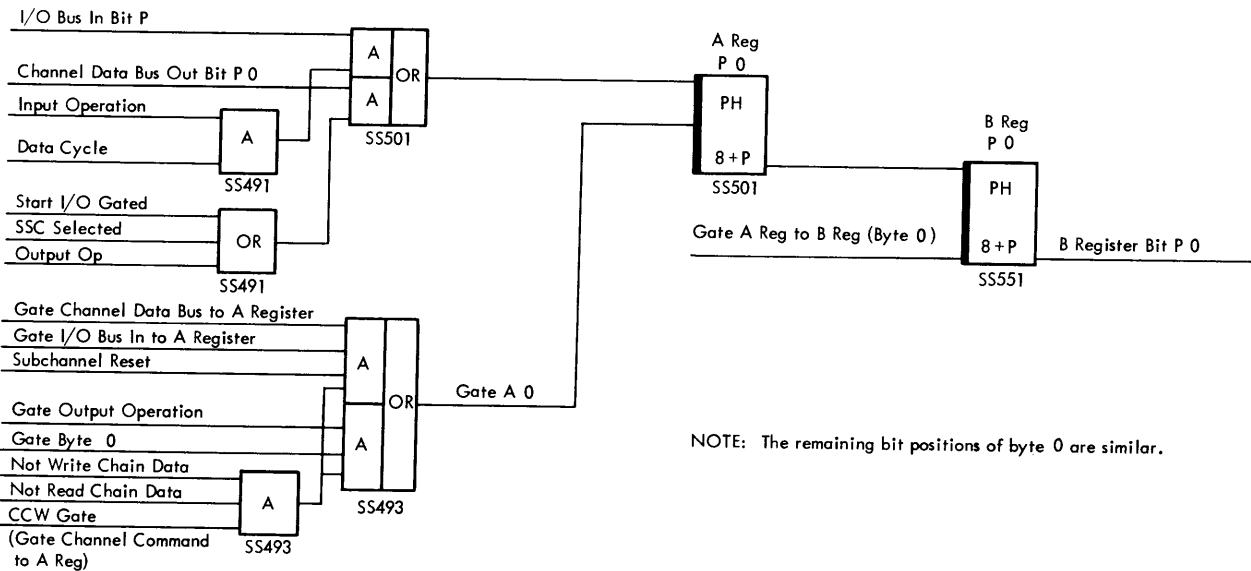 I/O Bus In Bit P
Channel Data Bus Out Bit P 0
Input Operation
Data Cycle
A
SS491
A
A
OR
SS501
Start I/O Gated
SSC Selected
Output Op
OR
SS491
A Reg
P 0
PH
8+P
SS501
B Reg
P 0
PH
8+P
SS551
Gate A Reg to B Reg (Byte 0)
B Register Bit P 0
Gate Channel Data Bus to A Register
Gate I/O Bus In to A Register
Subchannel Reset
Gate Output Operation
Gate Byte 0
Not Write Chain Data
Not Read Chain Data
CCW Gate
(Gate Channel Command
to A Reg)
A
SS493
A
A
OR
SS493
Gate A 0
NOTE: The remaining bit positions of byte 0 are similar.